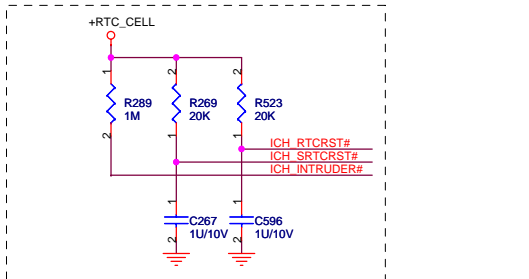 +RTC_CELL
1
2
2
R289
1M
R269
20K
R523
20K
2
1
1
ICH_RTCRST#
ICH_SRTCRST#
ICH_INTRUDER#
1
1
C267
1U/10V
C596
1U/10V
2
2